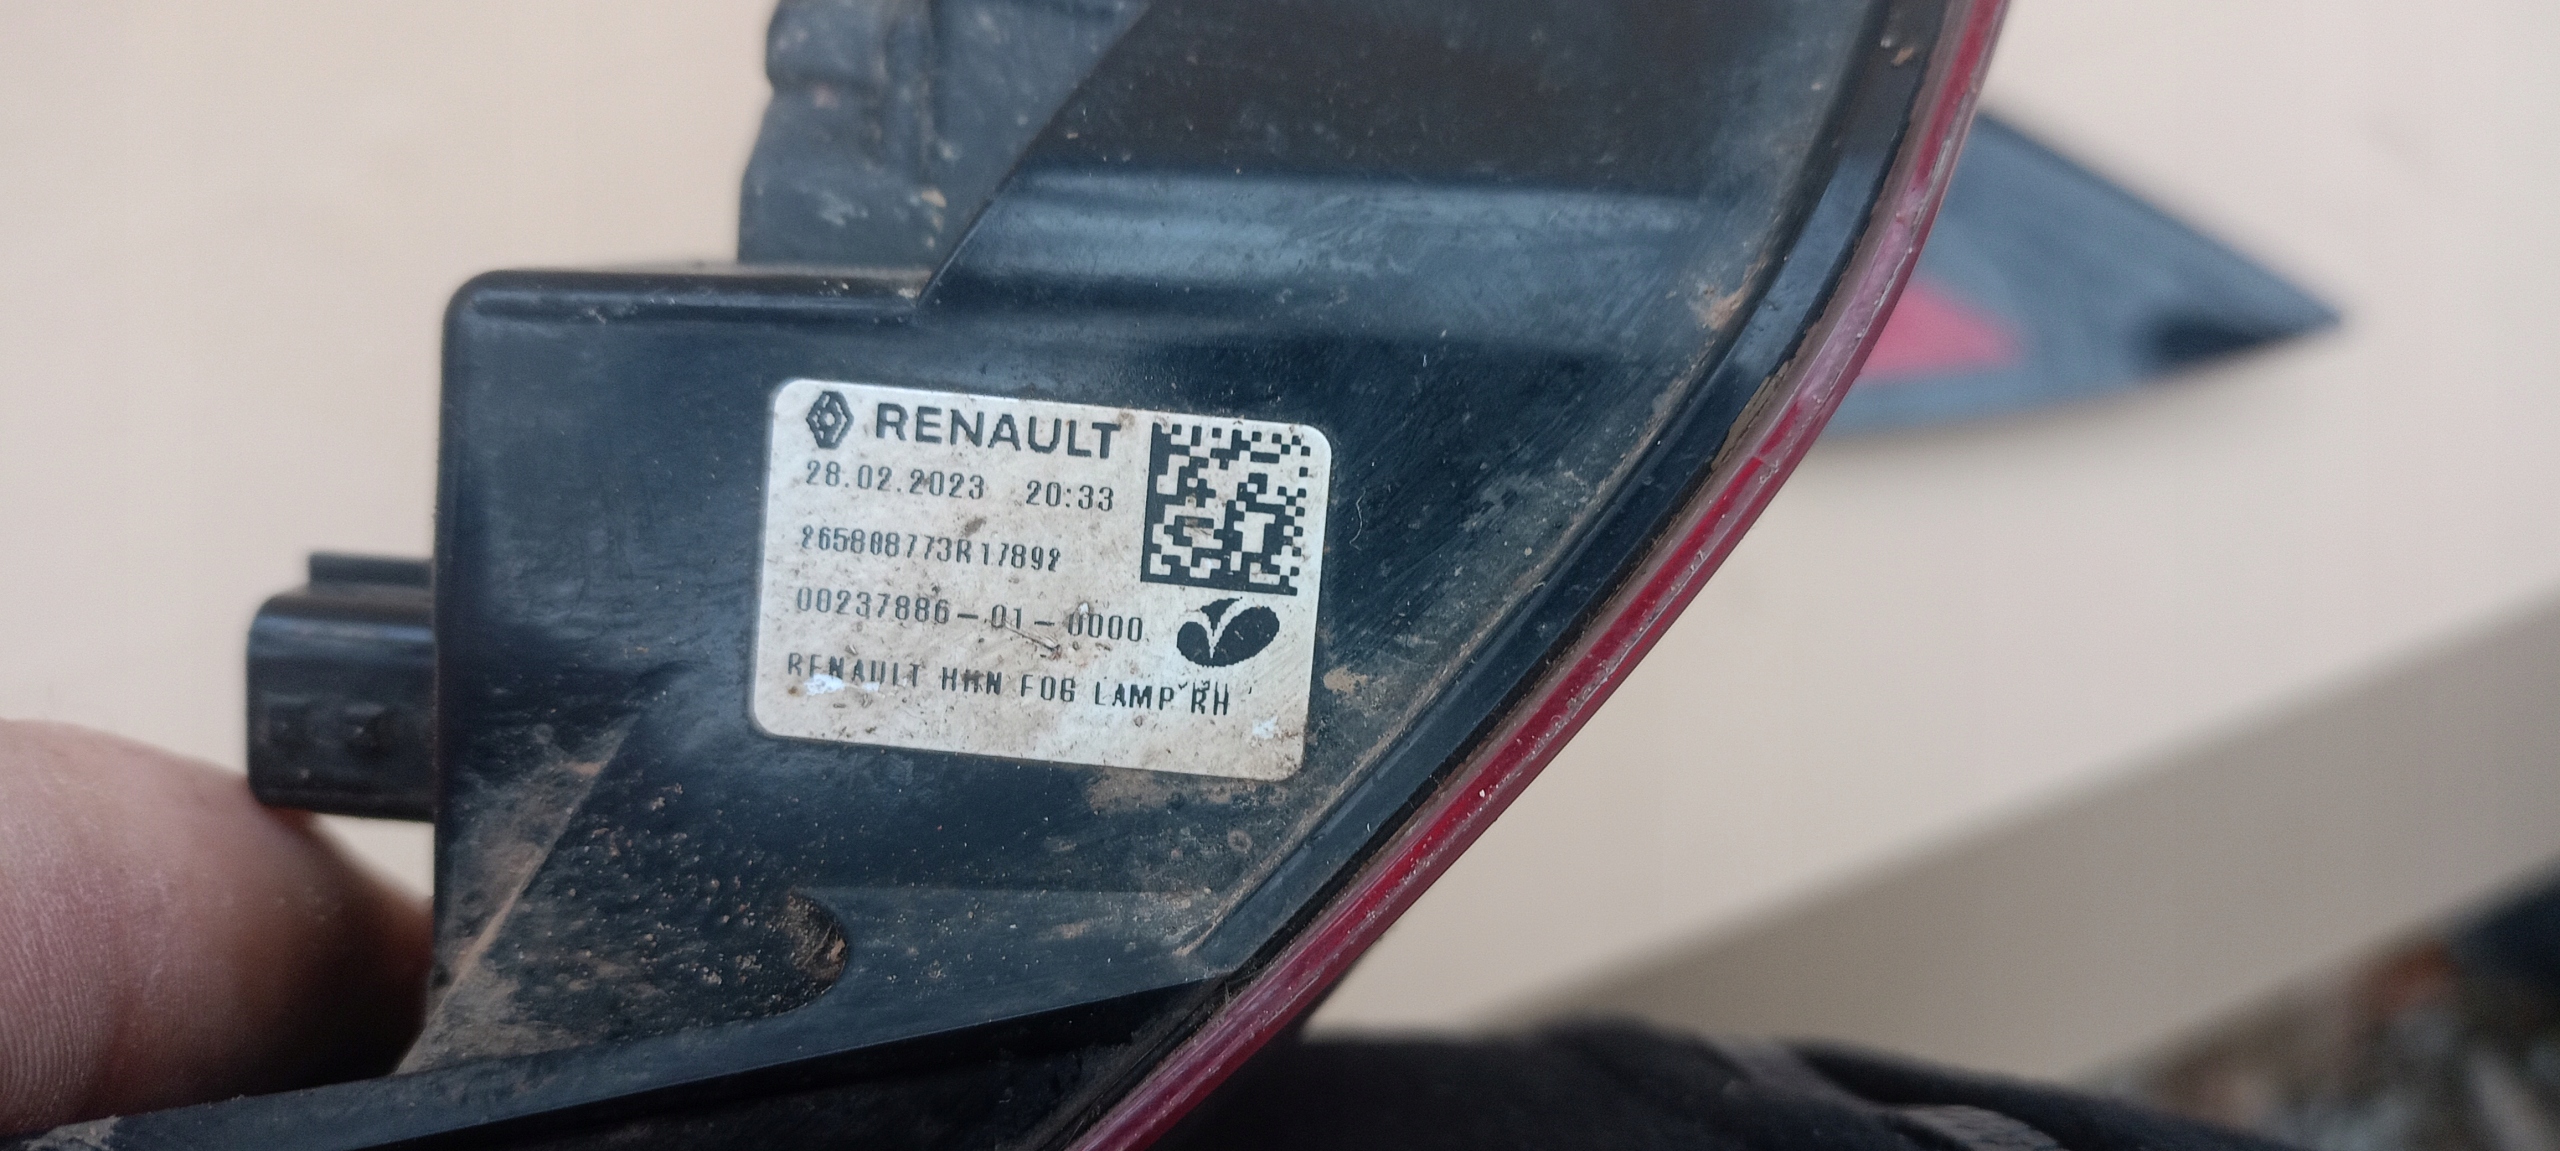 RENAULT
28.02.2023 20:33
265808773R17892
00237886-01-0000
RENAULT HHN FOG LAMP RH